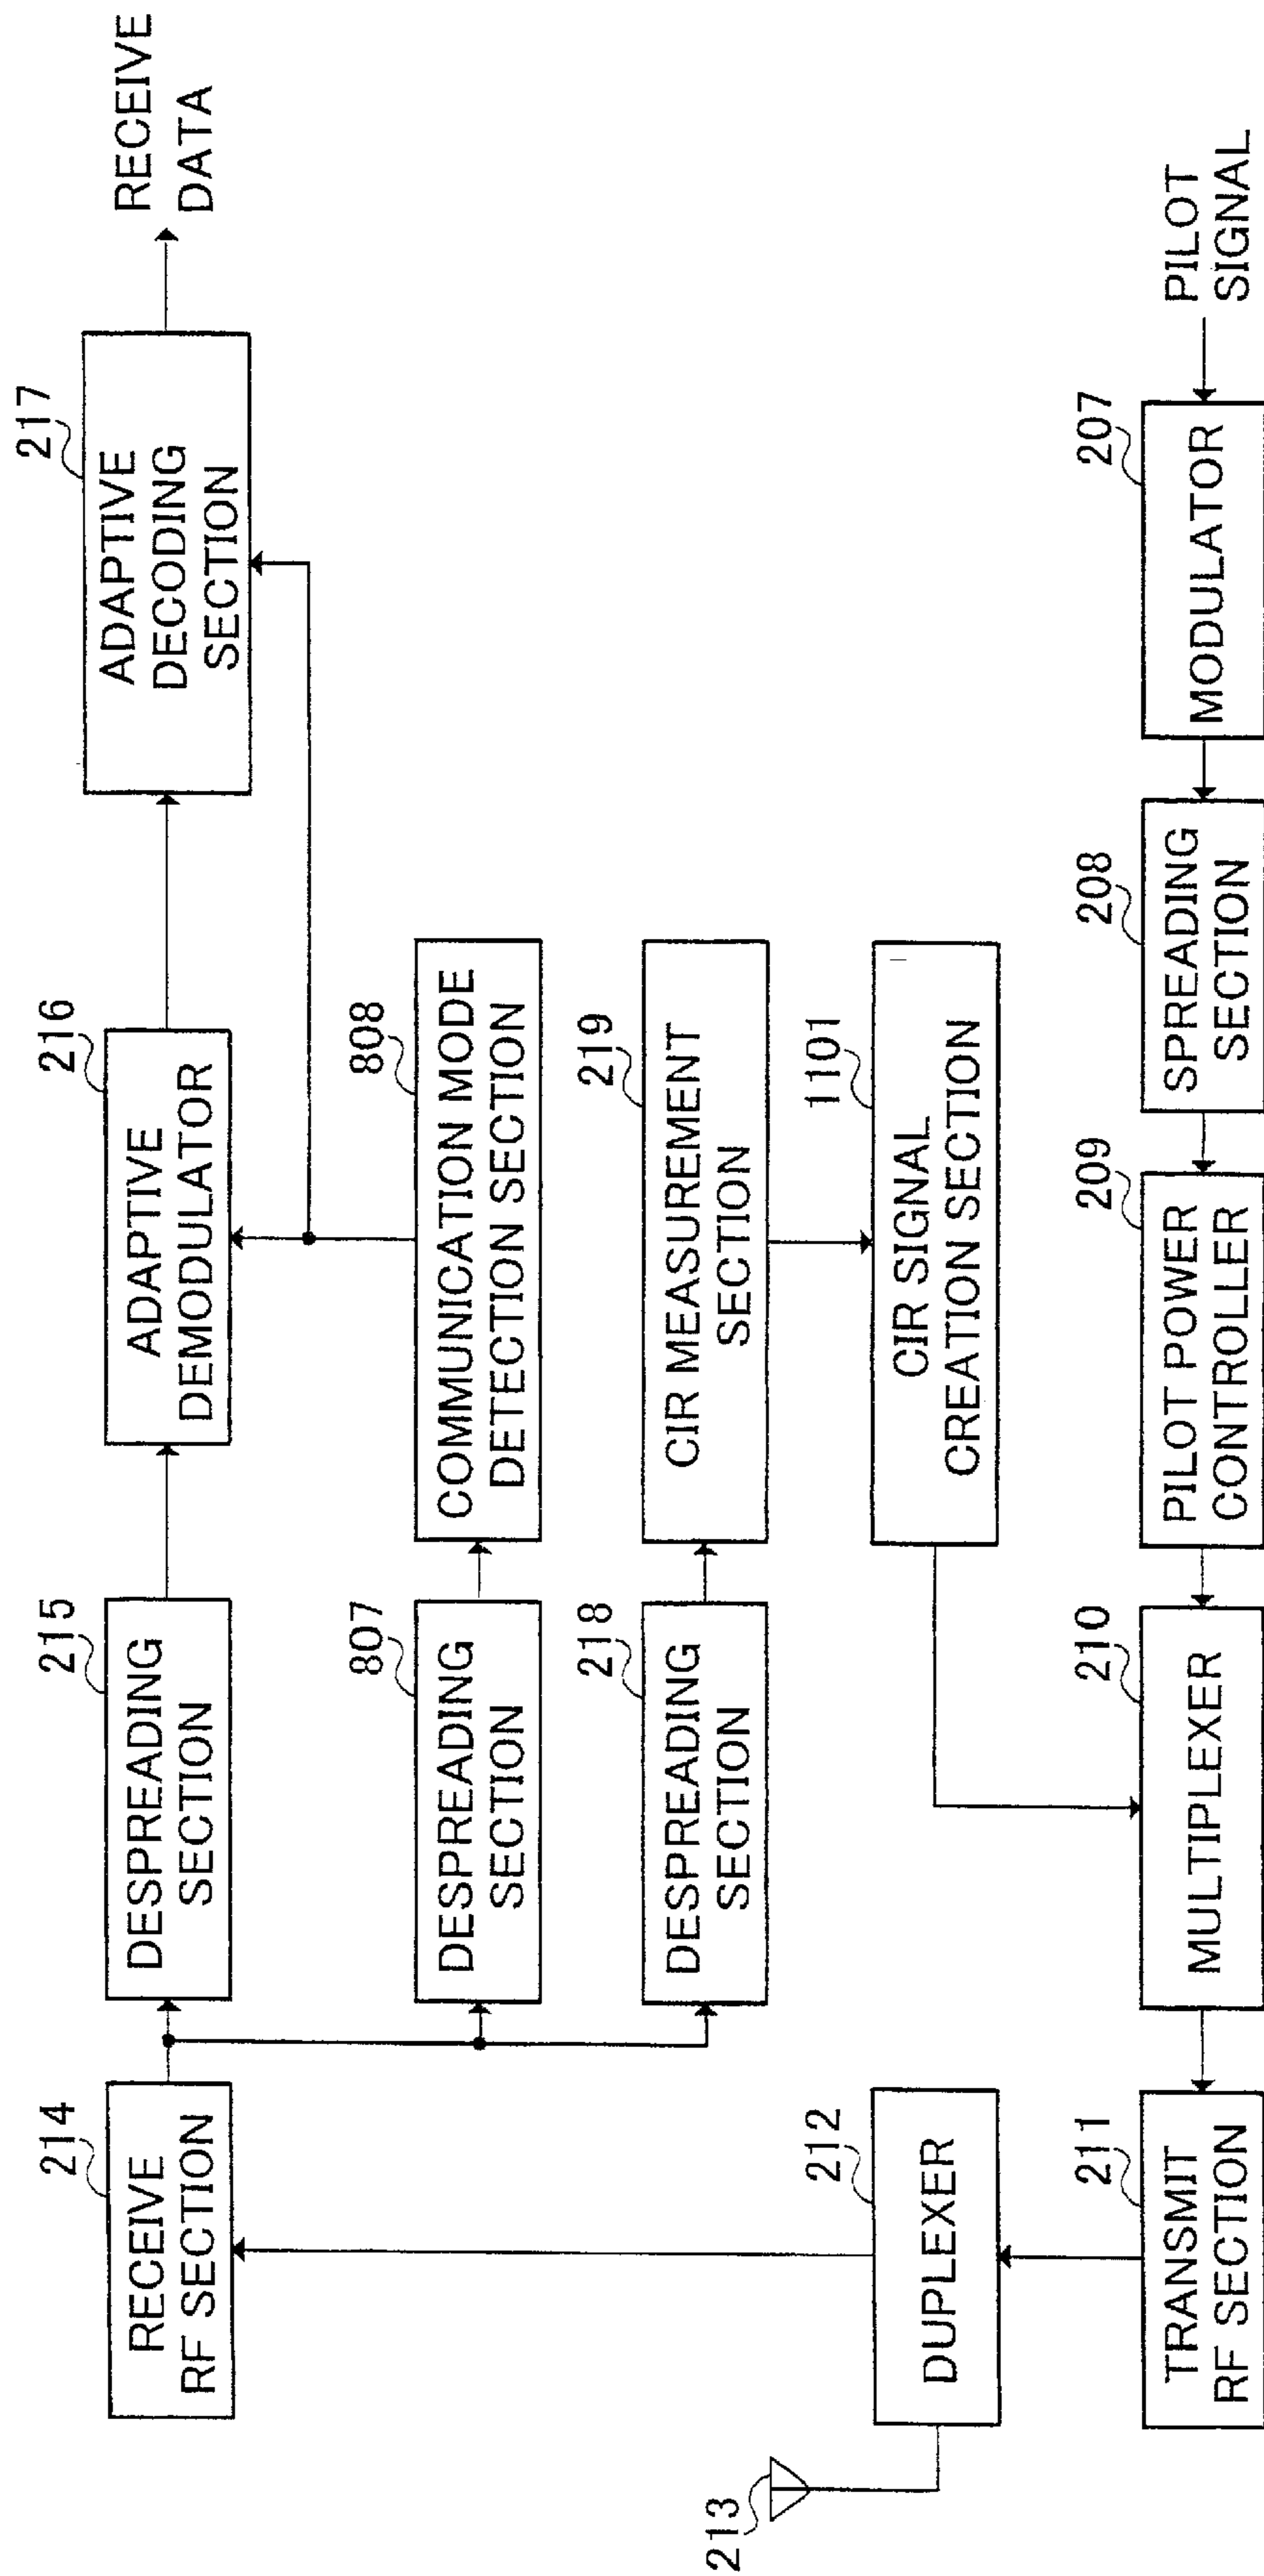 214
RECEIVE
RF SECTION
215
DESPREADING
SECTION
216
ADAPTIVE
DEMODULATOR
217
ADAPTIVE
DECODING
SECTION
RECEIVE
DATA
807
DESPREADING
SECTION
808
COMMUNICATION MODE
DETECTION SECTION
218
DESPREADING
SECTION
219
CIR MEASUREMENT
SECTION
213
212
DUPLEXER
1101
CIR SIGNAL
CREATION SECTION
211
TRANSMIT
RF SECTION
210
MULTIPLEXER
209
PILOT POWER
CONTROLLER
208
SPREADING
SECTION
207
MODULATOR
PILOT
SIGNAL